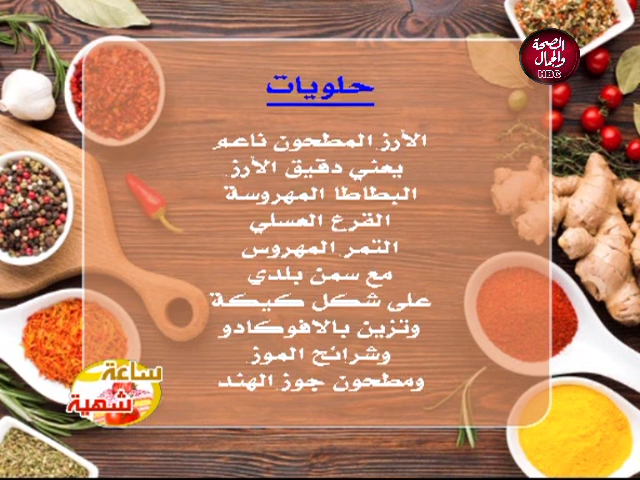 الصحة
والجمال
HBC
حلويات
الأرز المطحون ناعم
يعني دقيق الأرز
البطاطا المهروسة
القرع العسلي
التمر المهروس
مع سمن بلدي
على شكل كيكة
وتزين بالافوكادو
وشرائح الموز
ومطحون جوز الهند
ساعة
شهية